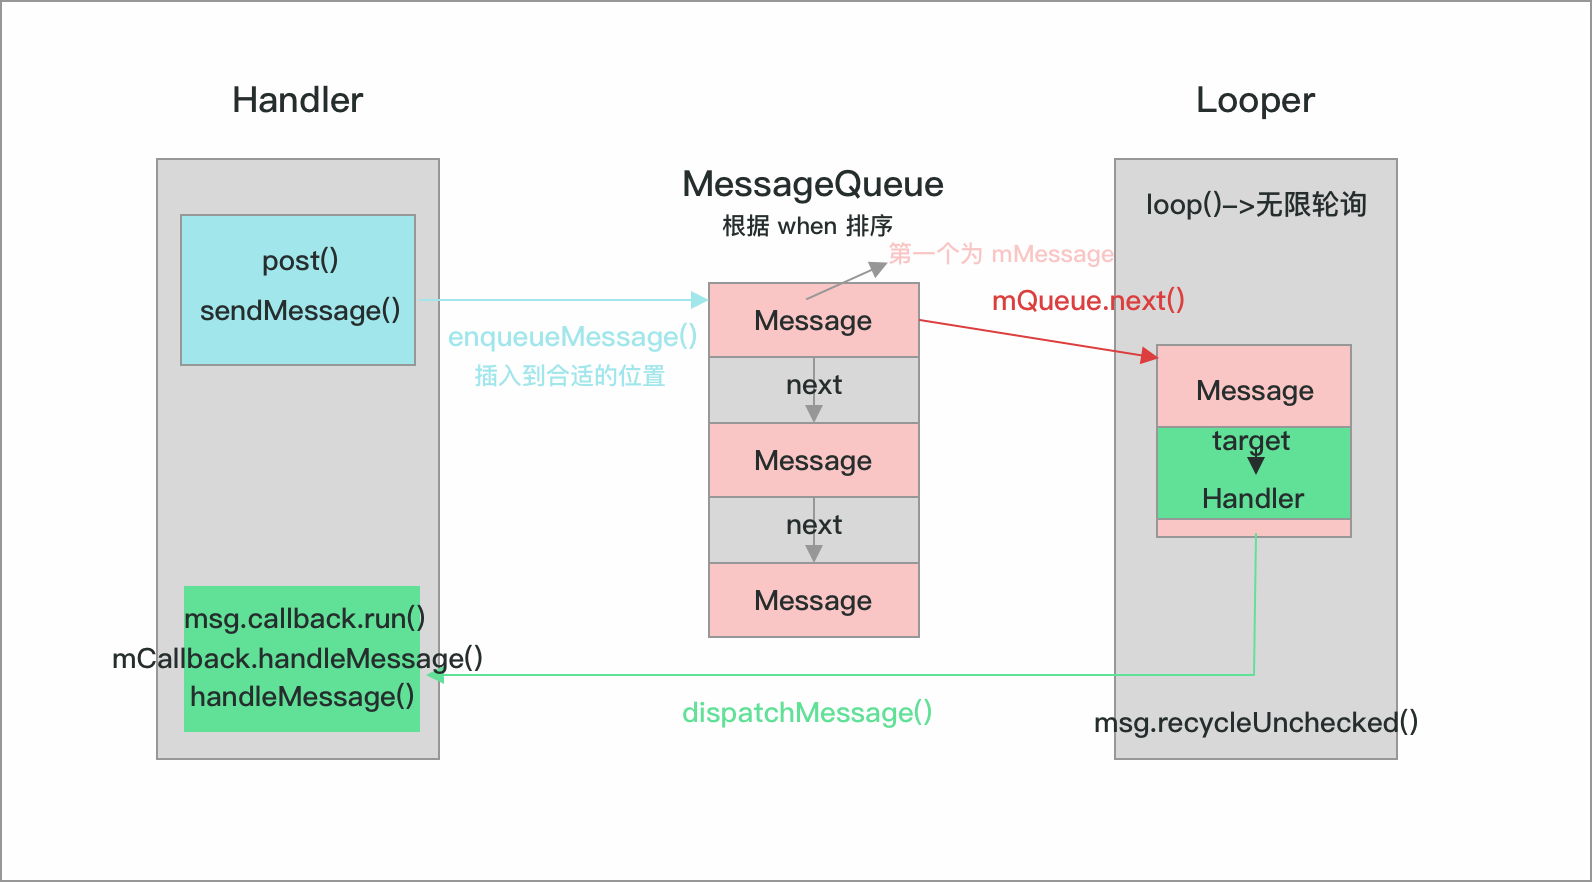 Handler
post()
sendMessage()
msg.callback.run()
mCallback.handleMessage()
handleMessage()
enqueueMessage()
插入到合适的位置
MessageQueue
根据 when 排序
第一个为 mMessage
Message
next
Message
next
Message
mQueue.next()
dispatchMessage()
Looper
loop()->无限轮询
Message
target
Handler
msg.recycleUnchecked()